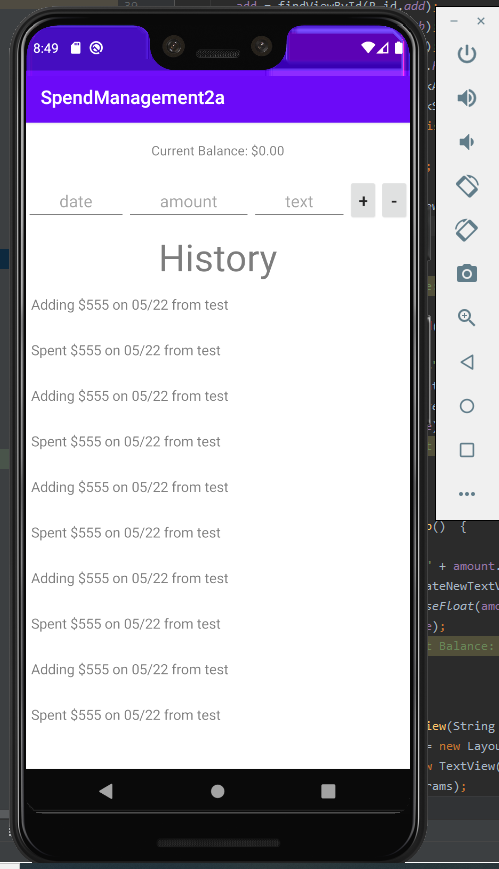 30 add = findViewById(R.id.add);
8:49
SpendManagement2a
Current Balance: $0.00
date amount text + -
History
Adding $555 on 05/22 from test
Spent $555 on 05/22 from test
Adding $555 on 05/22 from test
Spent $555 on 05/22 from test
Adding $555 on 05/22 from test
Spent $555 on 05/22 from test
Adding $555 on 05/22 from test
Spent $555 on 05/22 from test
Adding $555 on 05/22 from test
Spent $555 on 05/22 from test
() {
" + amount.
ateNewTextV
seFloat(amo
e);
t Balance:
iew(String
= new Layou
w TextView(
rams);